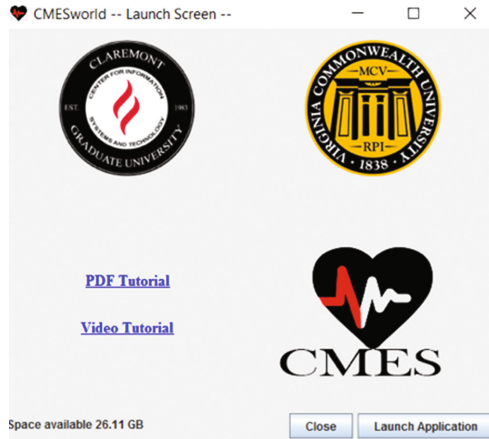 CMESworld -- Launch Screen --
CLAREMONT
CENTER FOR INFORMATION
EST. 1983
SYSTEMS AND TECHNOLOGY
GRADUATE UNIVERSITY
VIRGINIA COMMONWEALTH UNIVERSITY
MCV
RPI
1838
PDF Tutorial
Video Tutorial
CMES
Space available 26.11 GB
Close
Launch Application